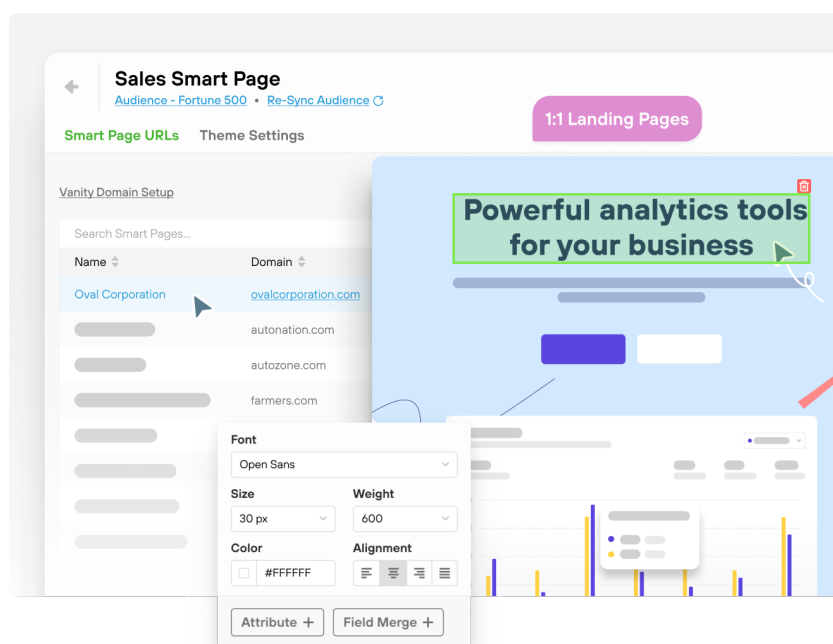 Sales Smart Page
Audience - Fortune 500 • Re-Sync Audience
1:1 Landing Pages
Smart Page URLs Theme Settings
Vanity Domain Setup
Search Smart Pages...
Name Domain
Oval Corporation ovalcorporation.com
autonation.com
autozone.com
farmers.com
Powerful analytics tools
for your business
Font
Open Sans
Size Weight
30 px 600
Color Alignment
#FFFFFF
Attribute + Field Merge +